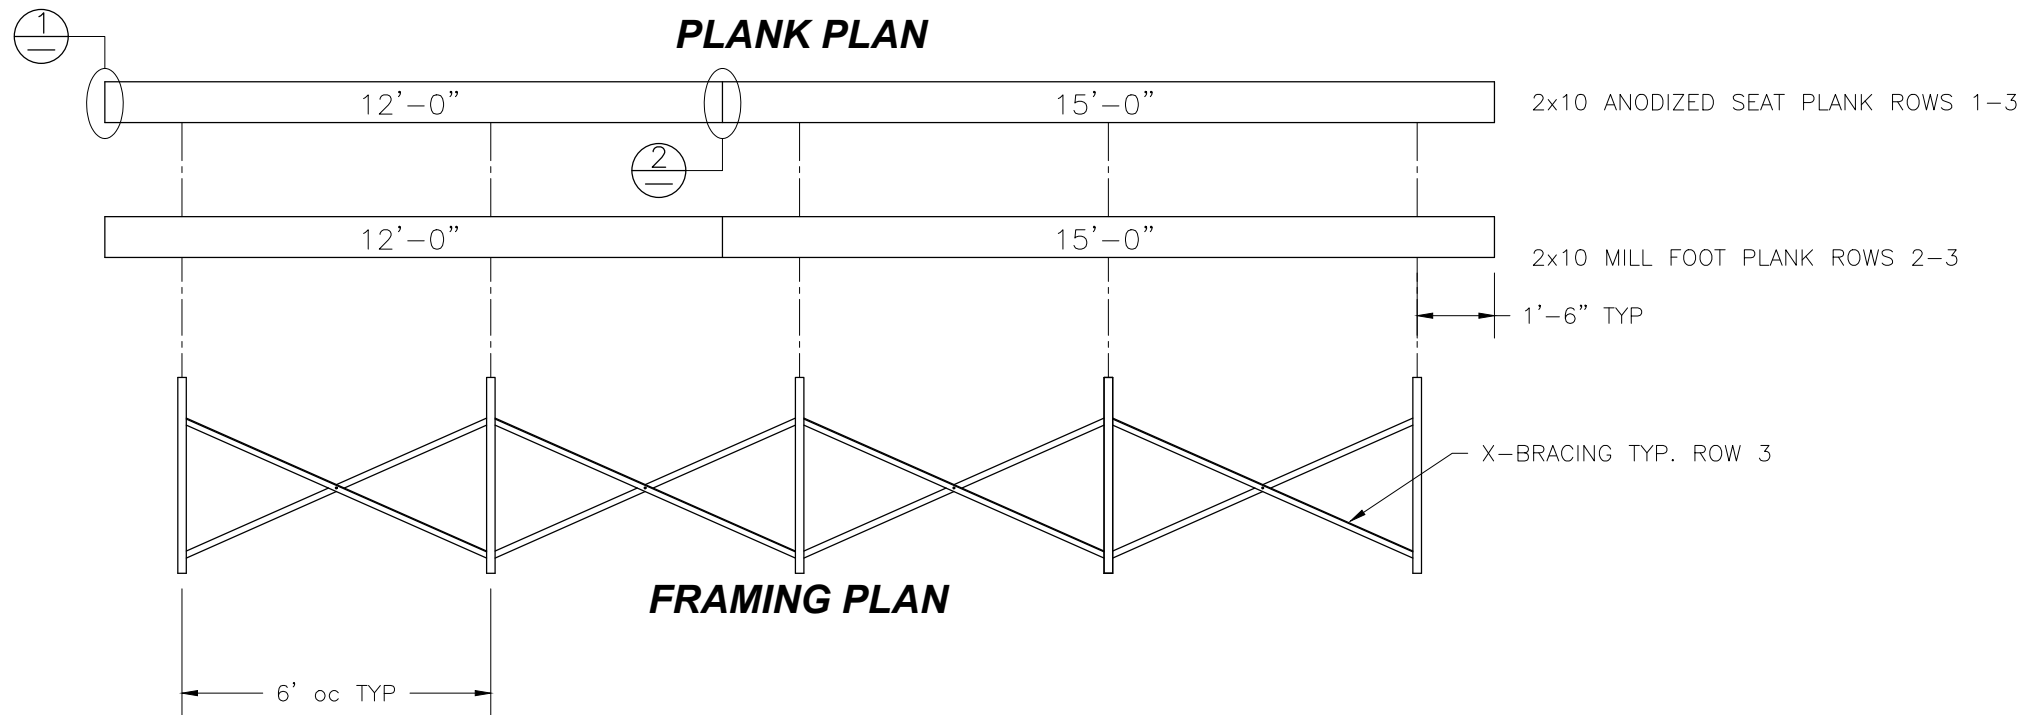 1
PLANK PLAN
12'-0"
15'-0"
2x10 ANODIZED SEAT PLANK ROWS 1-3
2
12'-0"
15'-0"
2x10 MILL FOOT PLANK ROWS 2-3
1'-6" TYP
X-BRACING TYP. ROW 3
FRAMING PLAN
6' oc TYP